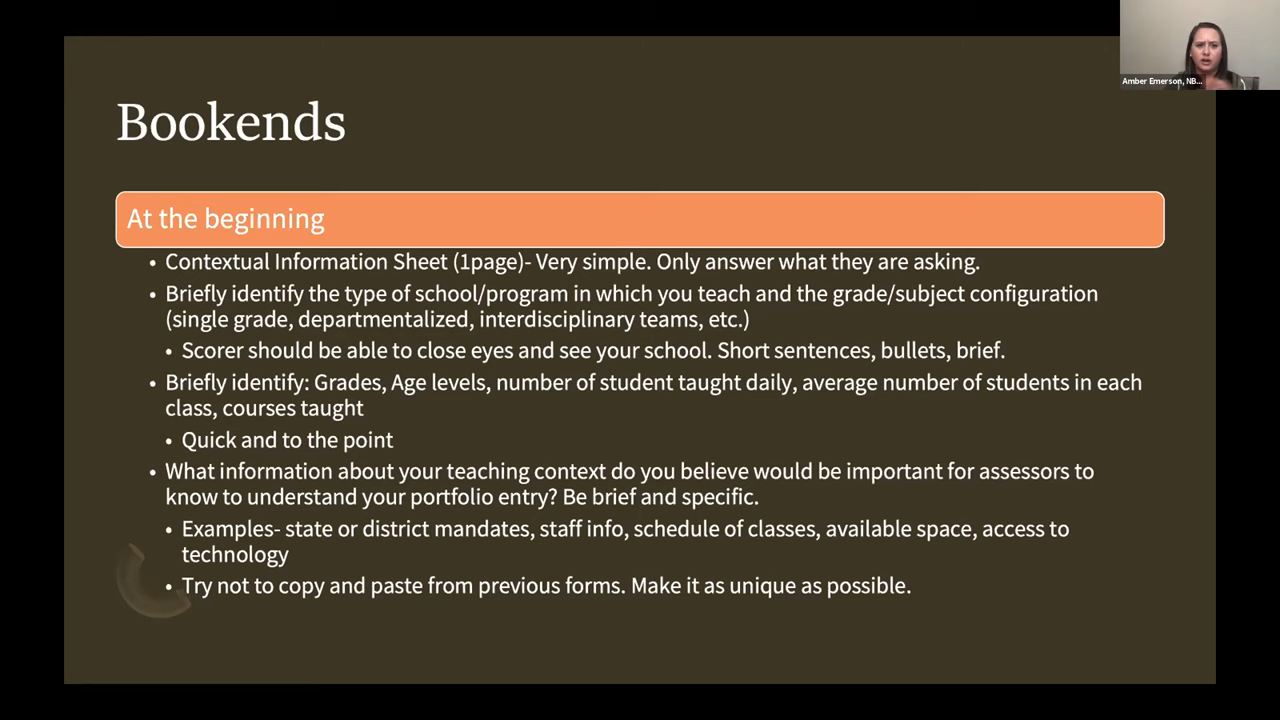 Amber Emerson, NB...
Bookends
At the beginning
• Contextual Information Sheet (1page)- Very simple. Only answer what they are asking.
• Briefly identify the type of school/program in which you teach and the grade/subject configuration
(single grade, departmentalized, interdisciplinary teams, etc.)
• Scorer should be able to close eyes and see your school. Short sentences, bullets, brief.
• Briefly identify: Grades, Age levels, number of student taught daily, average number of students in each
class, courses taught
• Quick and to the point
• What information about your teaching context do you believe would be important for assessors to
know to understand your portfolio entry? Be brief and specific.
• Examples- state or district mandates, staff info, schedule of classes, available space, access to
technology
• Try not to copy and paste from previous forms. Make it as unique as possible.